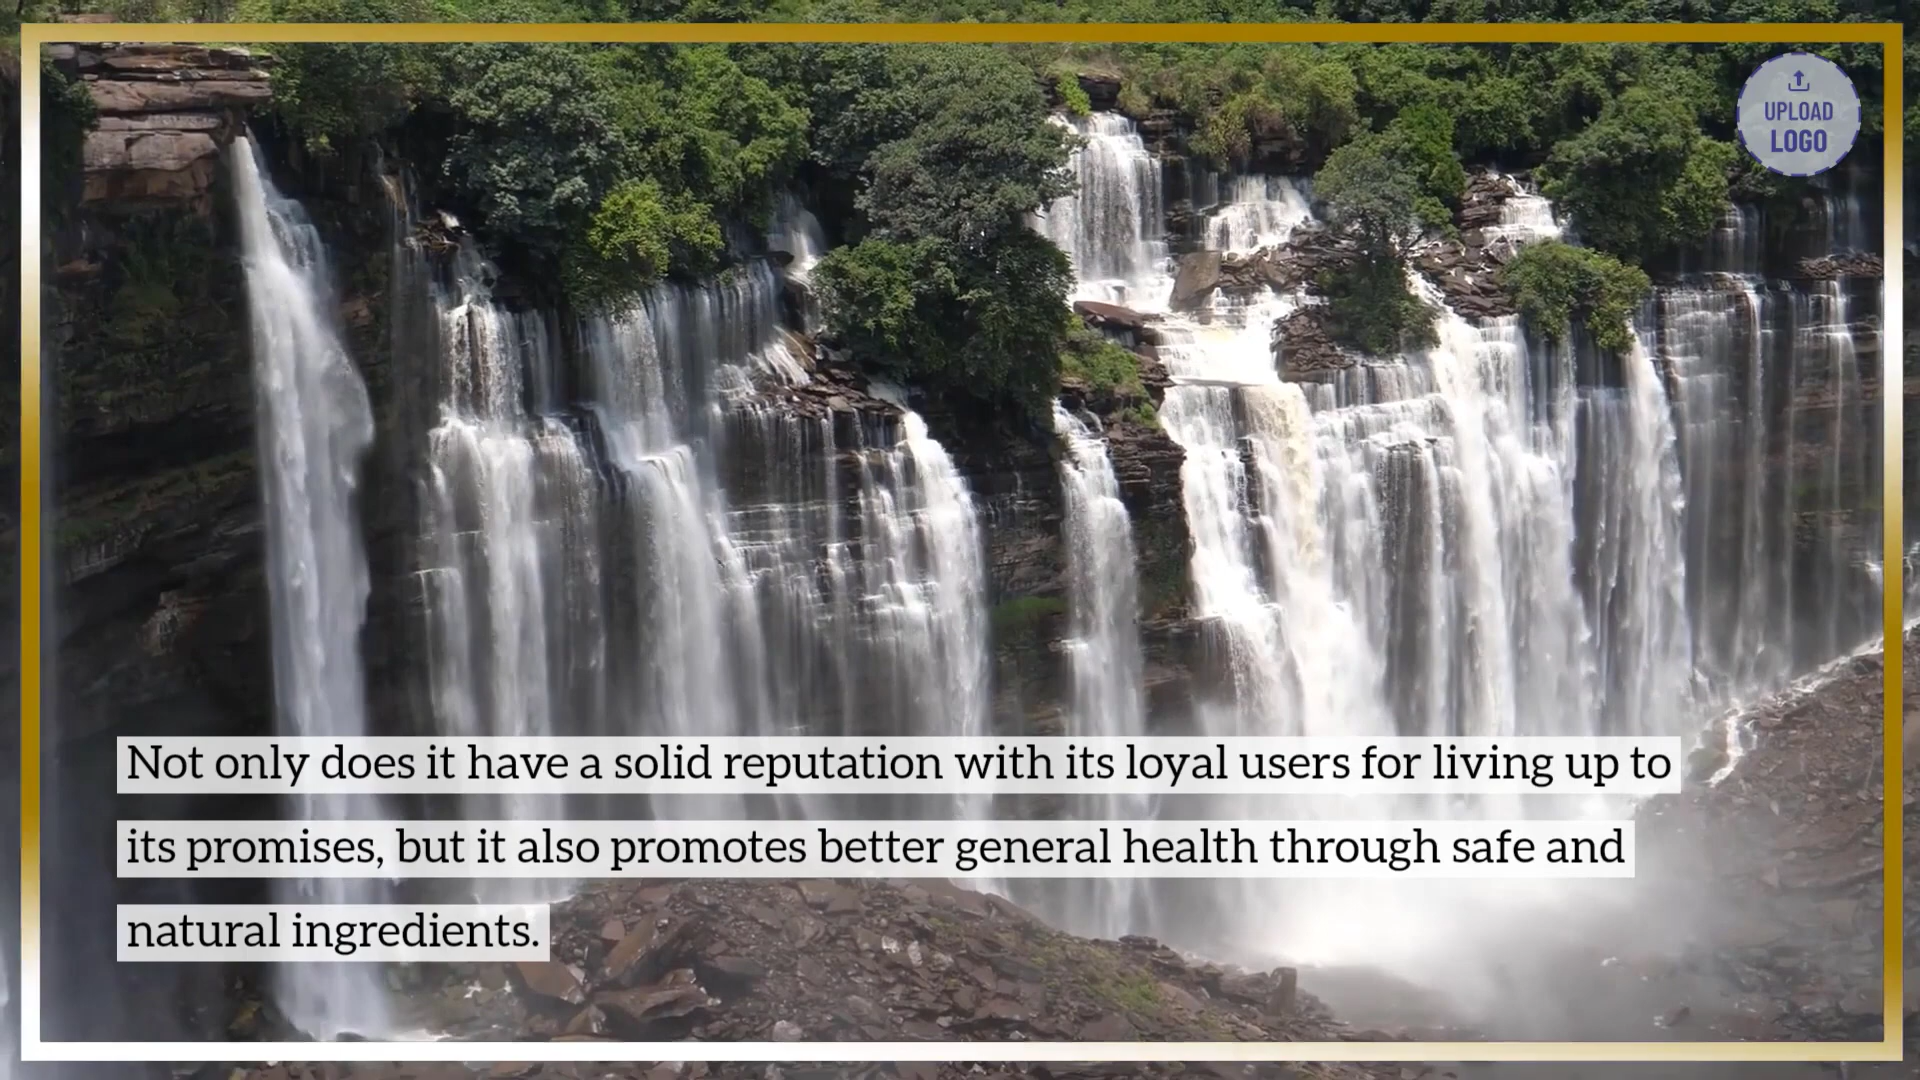 UPLOAD
LOGO
Not only does it have a solid reputation with its loyal users for living up to
its promises, but it also promotes better general health through safe and
natural ingredients.